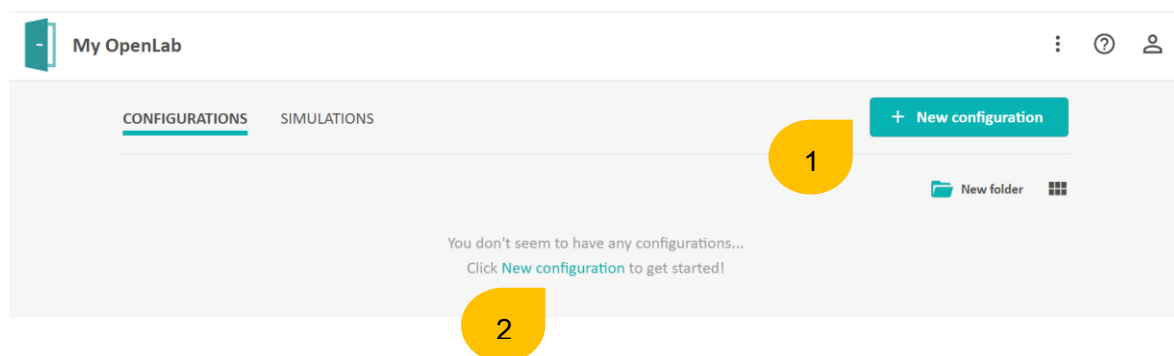 My OpenLab
CONFIGURATIONS SIMULATIONS
+ New configuration
1
New folder
You don't seem to have any configurations...
Click New configuration to get started!
2